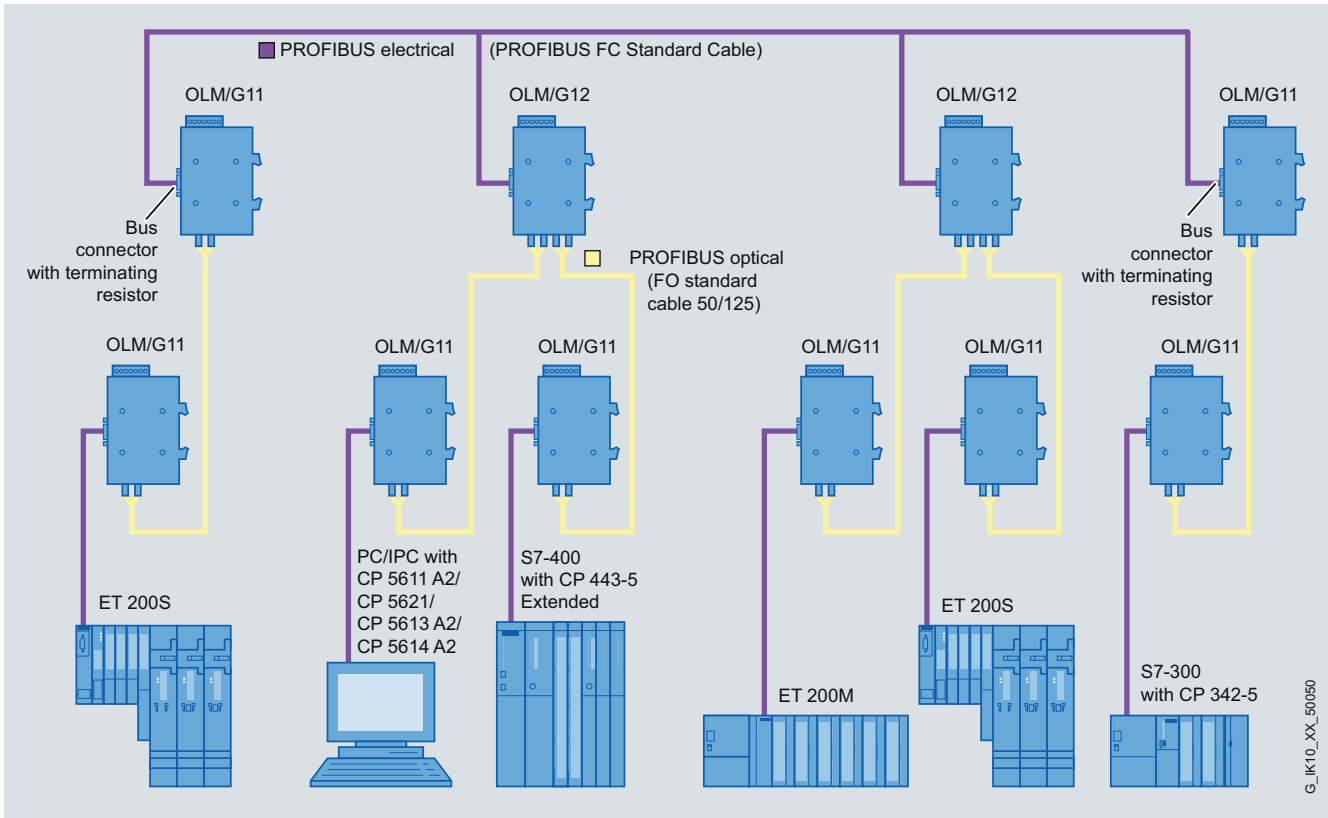 PROFIBUS electrical (PROFIBUS FC Standard Cable)
OLM/G11
OLM/G12
OLM/G12
OLM/G11
Bus
connector
with terminating
resistor
PROFIBUS optical
(FO standard
cable 50/125)
Bus
connector
with terminating
resistor
OLM/G11
OLM/G11
OLM/G11
OLM/G11
OLM/G11
OLM/G11
ET 200S
PC/IPC with
CP 5611 A2/
CP 5621/
CP 5613 A2/
CP 5614 A2
S7-400
with CP 443-5
Extended
ET 200M
ET 200S
S7-300
with CP 342-5
G_IK10_XX_50050